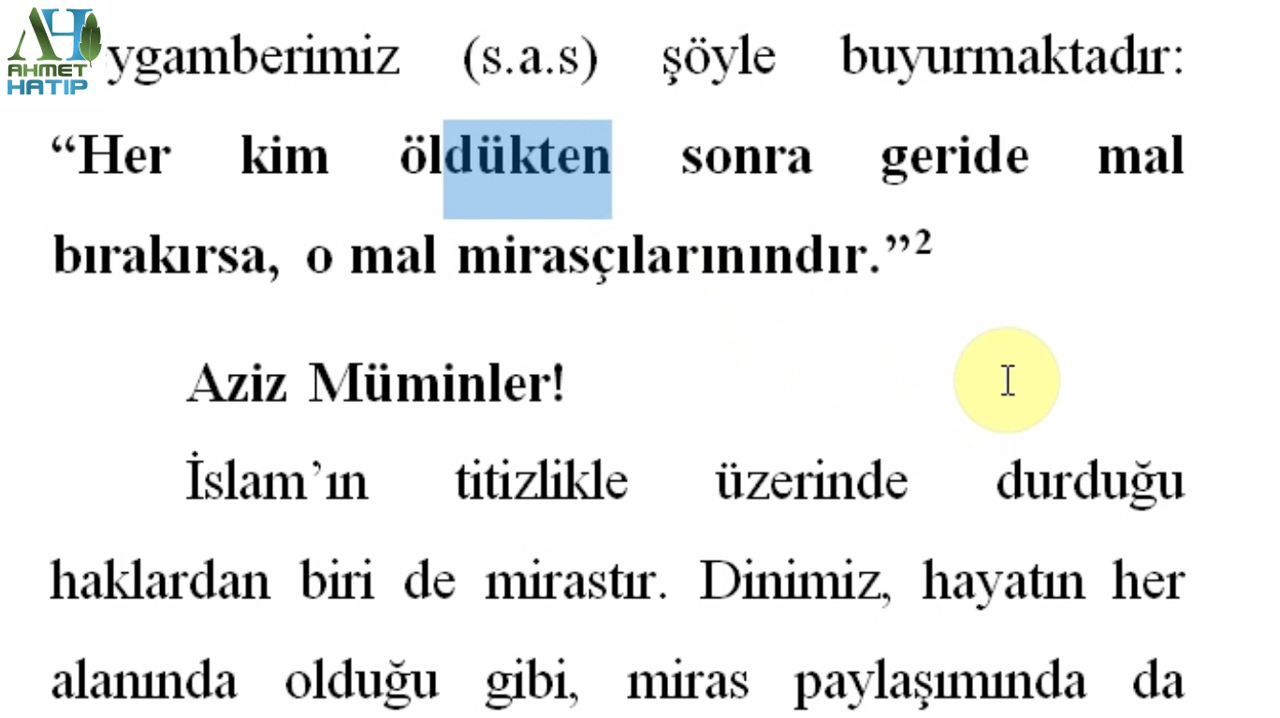 AHMET
HATIP
ygamberimiz (s.a.s) şöyle buyurmaktadır:
“Her kim öldükten sonra geride mal
bırakırsa, o mal mirasçılarınındır.”²
Aziz Müminler!
İslam’ın titizlikle üzerinde durduğu
haklardan biri de mirastır. Dinimiz, hayatın her
alanında olduğu gibi, miras paylaşımında da